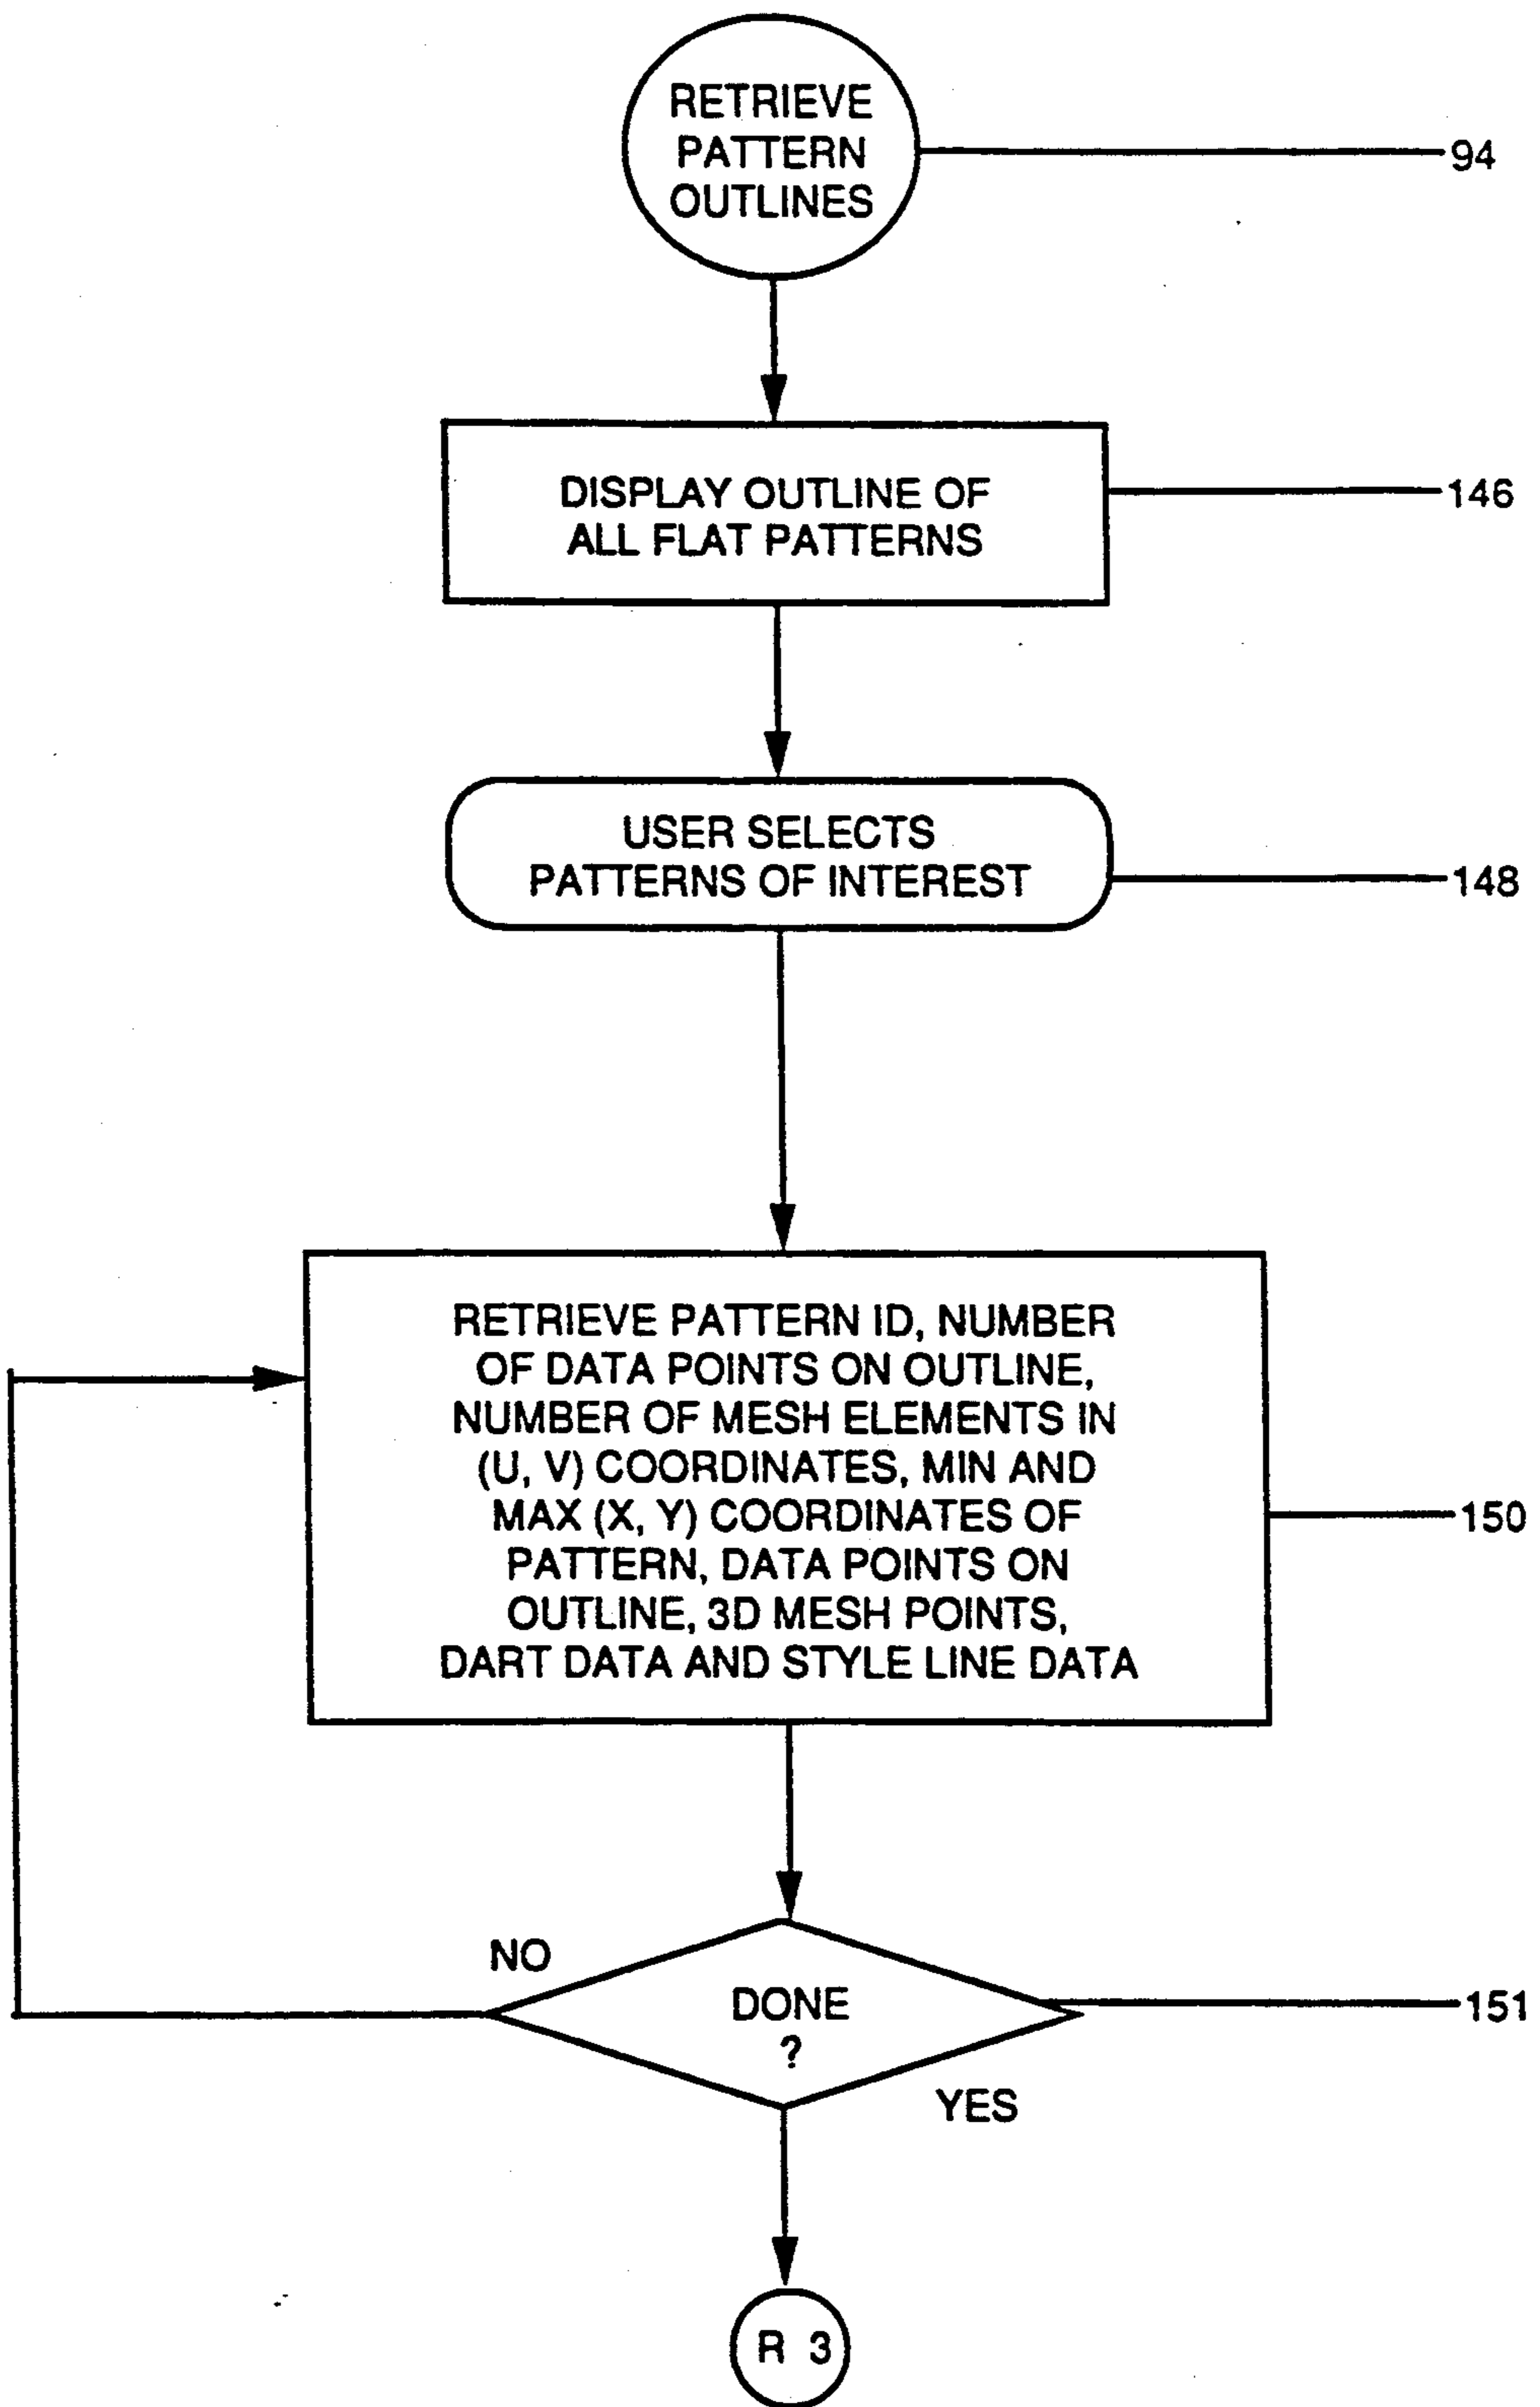 RETRIEVE
PATTERN
OUTLINES
94
DISPLAY OUTLINE OF
ALL FLAT PATTERNS
146
USER SELECTS
PATTERNS OF INTEREST
148
RETRIEVE PATTERN ID, NUMBER
OF DATA POINTS ON OUTLINE,
NUMBER OF MESH ELEMENTS IN
(U, V) COORDINATES, MIN AND
MAX (X, Y) COORDINATES OF
PATTERN, DATA POINTS ON
OUTLINE, 3D MESH POINTS,
DART DATA AND STYLE LINE DATA
150
NO
DONE
?
151
YES
R 3